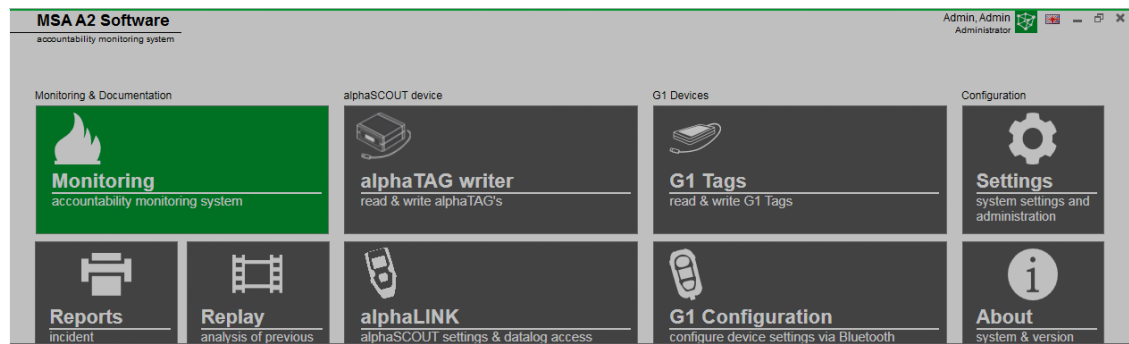 MSA A2 Software
accountability monitoring system
Admin, Admin
Administrator
Monitoring & Documentation
alphaSCOUT device
G1 Devices
Configuration
Monitoring
accountability monitoring system
alphaTAG writer
read & write alphaTAG's
G1 Tags
read & write G1 Tags
Settings
system settings and
administration
Reports
incident
Replay
analysis of previous
alphaLINK
alphaSCOUT settings & datalog access
G1 Configuration
configure device settings via Bluetooth
About
system & version